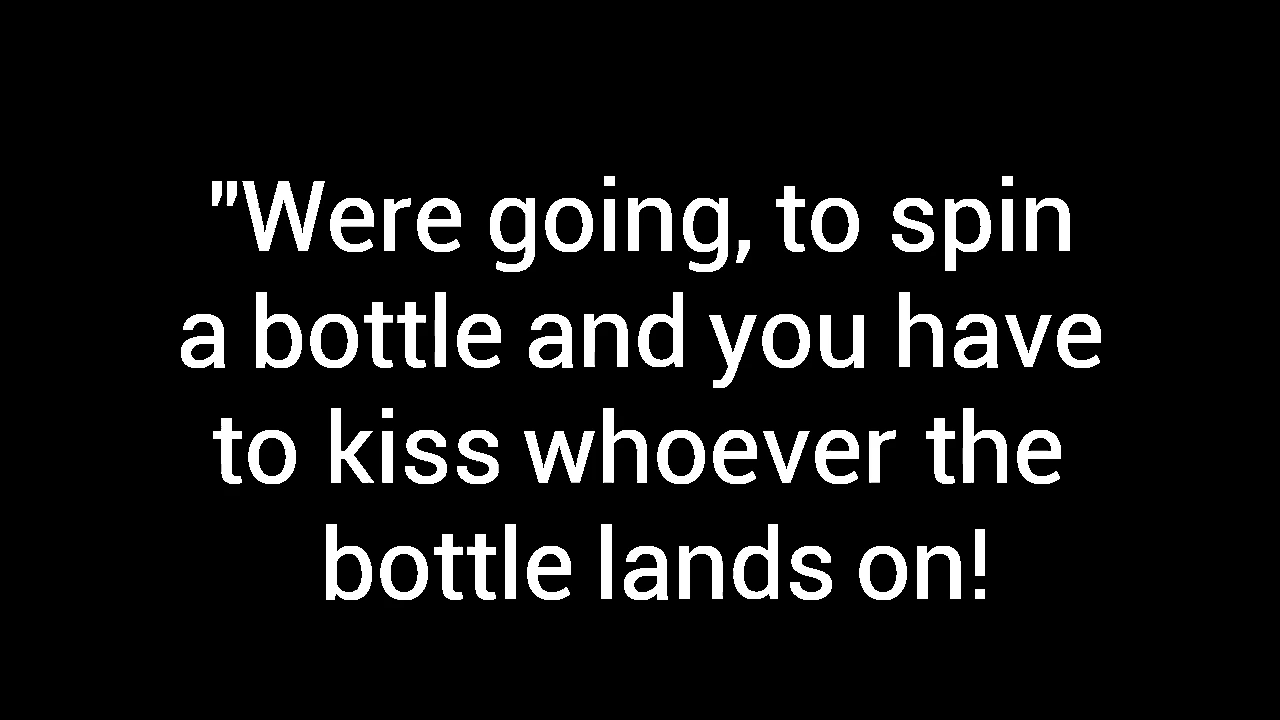 "Were going, to spin
a bottle and you have
to kiss whoever the
bottle lands on!